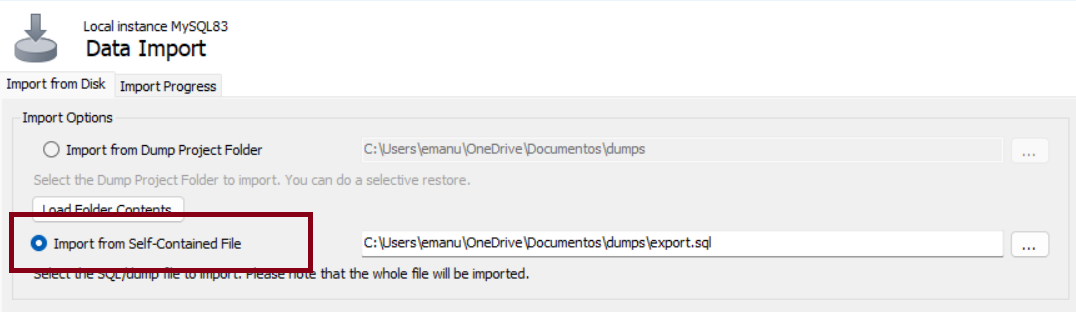 Local instance MySQL83
Data Import
Import from Disk Import Progress
Import Options
Import from Dump Project Folder C:\Users\emanu\OneDrive\Documentos\dumps ...
Select the Dump Project Folder to import. You can do a selective restore.
Load Folder Contents
Import from Self-Contained File C:\Users\emanu\OneDrive\Documentos\dumps\export.sql ...
Select the SQL/dump file to import. Please note that the whole file will be imported.